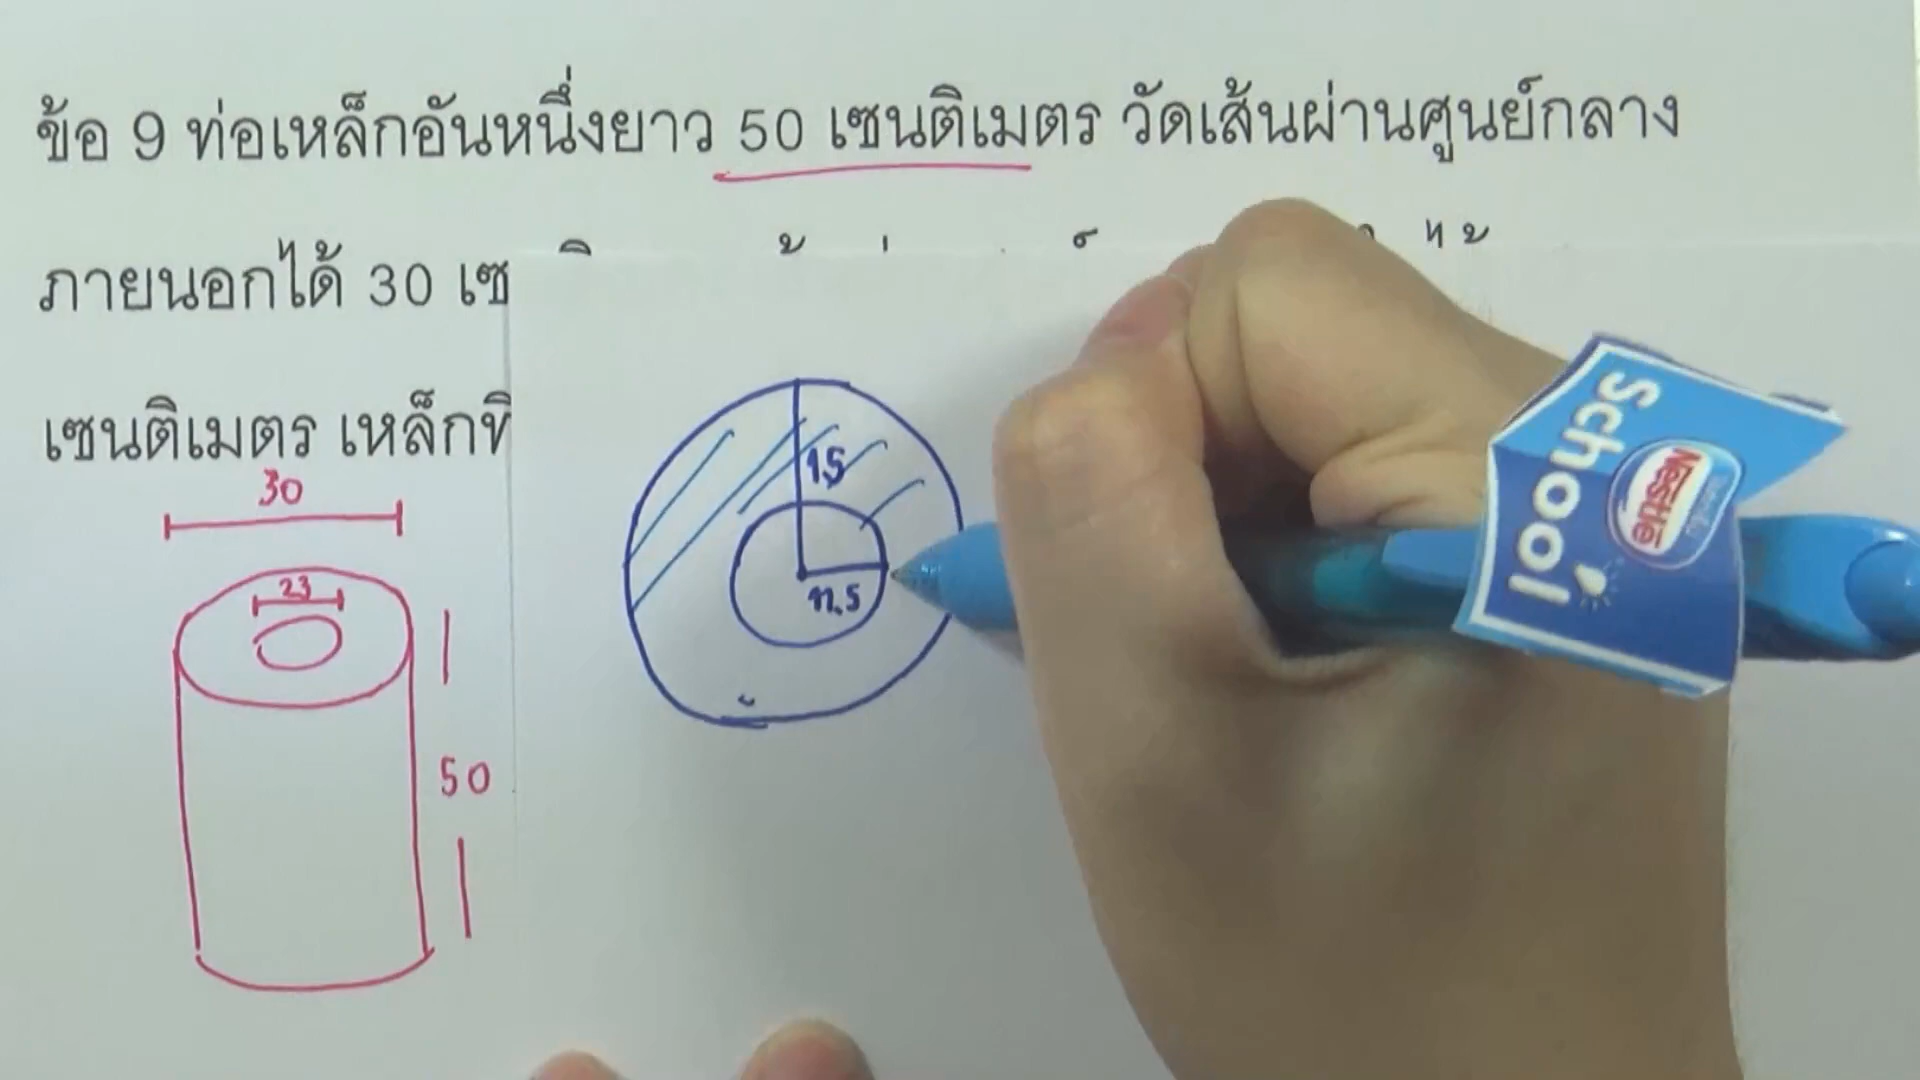 ข้อ 9 ท่อเหล็กอันหนึ่งยาว 50 เซนติเมตร วัดเส้นผ่านศูนย์กลาง
ภายนอกได้ 30 เซ
เซนติเมตร เหล็กที
30
23
50
15
11.5
School
Nestlē